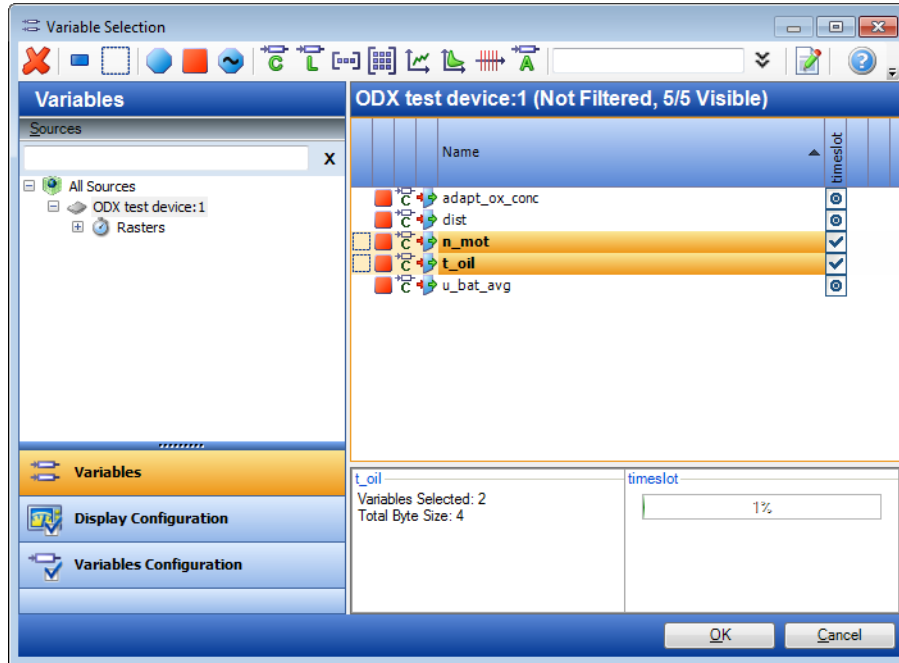 Variable Selection
C L A
Variables
Sources
X
All Sources
ODX test device:1
Rasters
Variables
Display Configuration
Variables Configuration
ODX test device:1 (Not Filtered, 5/5 Visible)
Name
timeslot
C adapt_ox_conc
C dist
C n_mot
C t_oil
C u_bat_avg
t_oil
Variables Selected: 2
Total Byte Size: 4
timeslot
1%
OK
Cancel